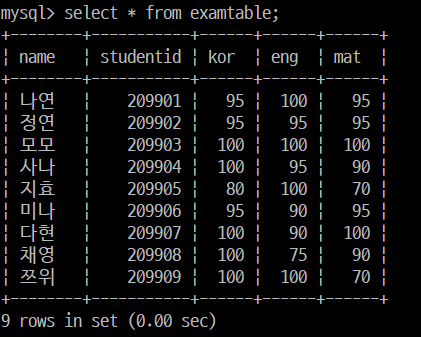 mysql> select * from examtable;
+--------+-----------+------+------+------+
| name   | studentid | kor  | eng  | mat  |
+--------+-----------+------+------+------+
| 나연   |    209901 |   95 |  100 |   95 |
| 정연   |    209902 |   95 |   95 |   95 |
| 모모   |    209903 |  100 |  100 |  100 |
| 사나   |    209904 |  100 |   95 |   90 |
| 지효   |    209905 |   80 |  100 |   70 |
| 미나   |    209906 |   95 |   90 |   95 |
| 다현   |    209907 |  100 |   90 |  100 |
| 채영   |    209908 |  100 |   75 |   90 |
| 쯔위   |    209909 |  100 |  100 |   70 |
+--------+-----------+------+------+------+
9 rows in set (0.00 sec)